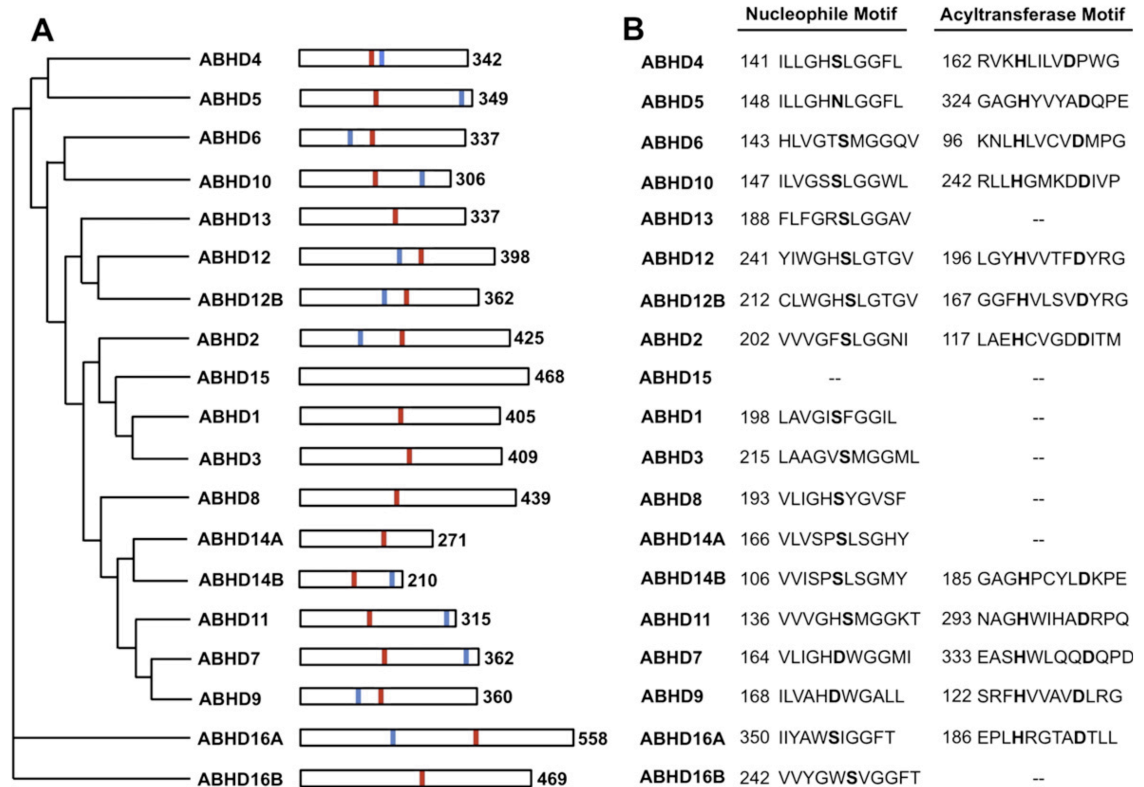 A
B
Nucleophile Motif Acyltransferase Motif
ABHD4 342 ABHD4 141 ILLGHSLGGFL 162 RVKHLILVDPWG
ABHD5 349 ABHD5 148 ILLGHNLGGFL 324 GAGHYVYADQPE
ABHD6 337 ABHD6 143 HLVGTSMGGQV 96 KNLHLVCVDMPG
ABHD10 306 ABHD10 147 ILVGSSLGGWL 242 RLLHGMKDDIVP
ABHD13 337 ABHD13 188 FLFGRSLGGAV --
ABHD12 398 ABHD12 241 YIWGHSLGTGV 196 LGYHVVTFDYRG
ABHD12B 362 ABHD12B 212 CLWGHSLGTGV 167 GGFHVLSVDYRG
ABHD2 425 ABHD2 202 VVVGFSLGGNI 117 LAEHCVGDDITM
ABHD15 468 ABHD15 -- --
ABHD1 405 ABHD1 198 LAVGISFGGIL --
ABHD3 409 ABHD3 215 LAAGVSMGGML --
ABHD8 439 ABHD8 193 VLIGHSYGVSF --
ABHD14A 271 ABHD14A 166 VLVSPSLSGHY --
ABHD14B 210 ABHD14B 106 VVISPSLSGMY 185 GAGHPCYLDKPE
ABHD11 315 ABHD11 136 VVVGHSMGGKT 293 NAGHWIHADRPQ
ABHD7 362 ABHD7 164 VLIGHDWGGMI 333 EASHWLQQDQPD
ABHD9 360 ABHD9 168 ILVAHDWGALL 122 SRFHVVAVDLRG
ABHD16A 558 ABHD16A 350 IIYAWSIGGFT 186 EPLHRGTADTLL
ABHD16B 469 ABHD16B 242 VVYGWSVGGFT --